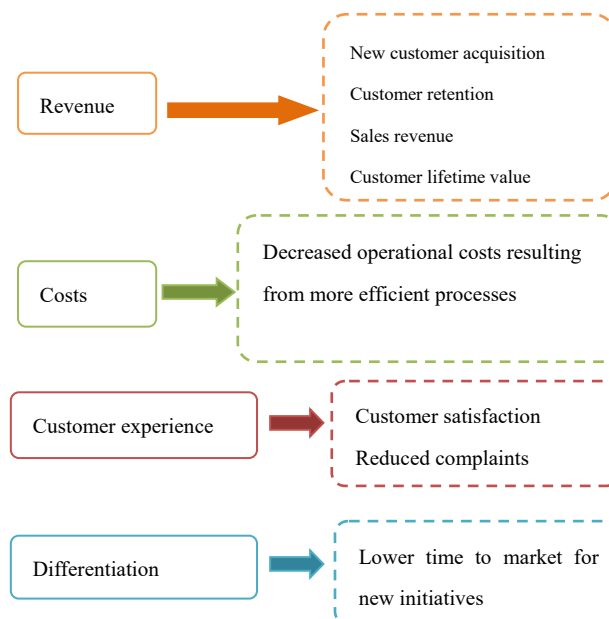 Revenue
New customer acquisition
Customer retention
Sales revenue
Customer lifetime value
Costs
Decreased operational costs resulting
from more efficient processes
Customer experience
Customer satisfaction
Reduced complaints
Differentiation
Lower time to market for
new initiatives